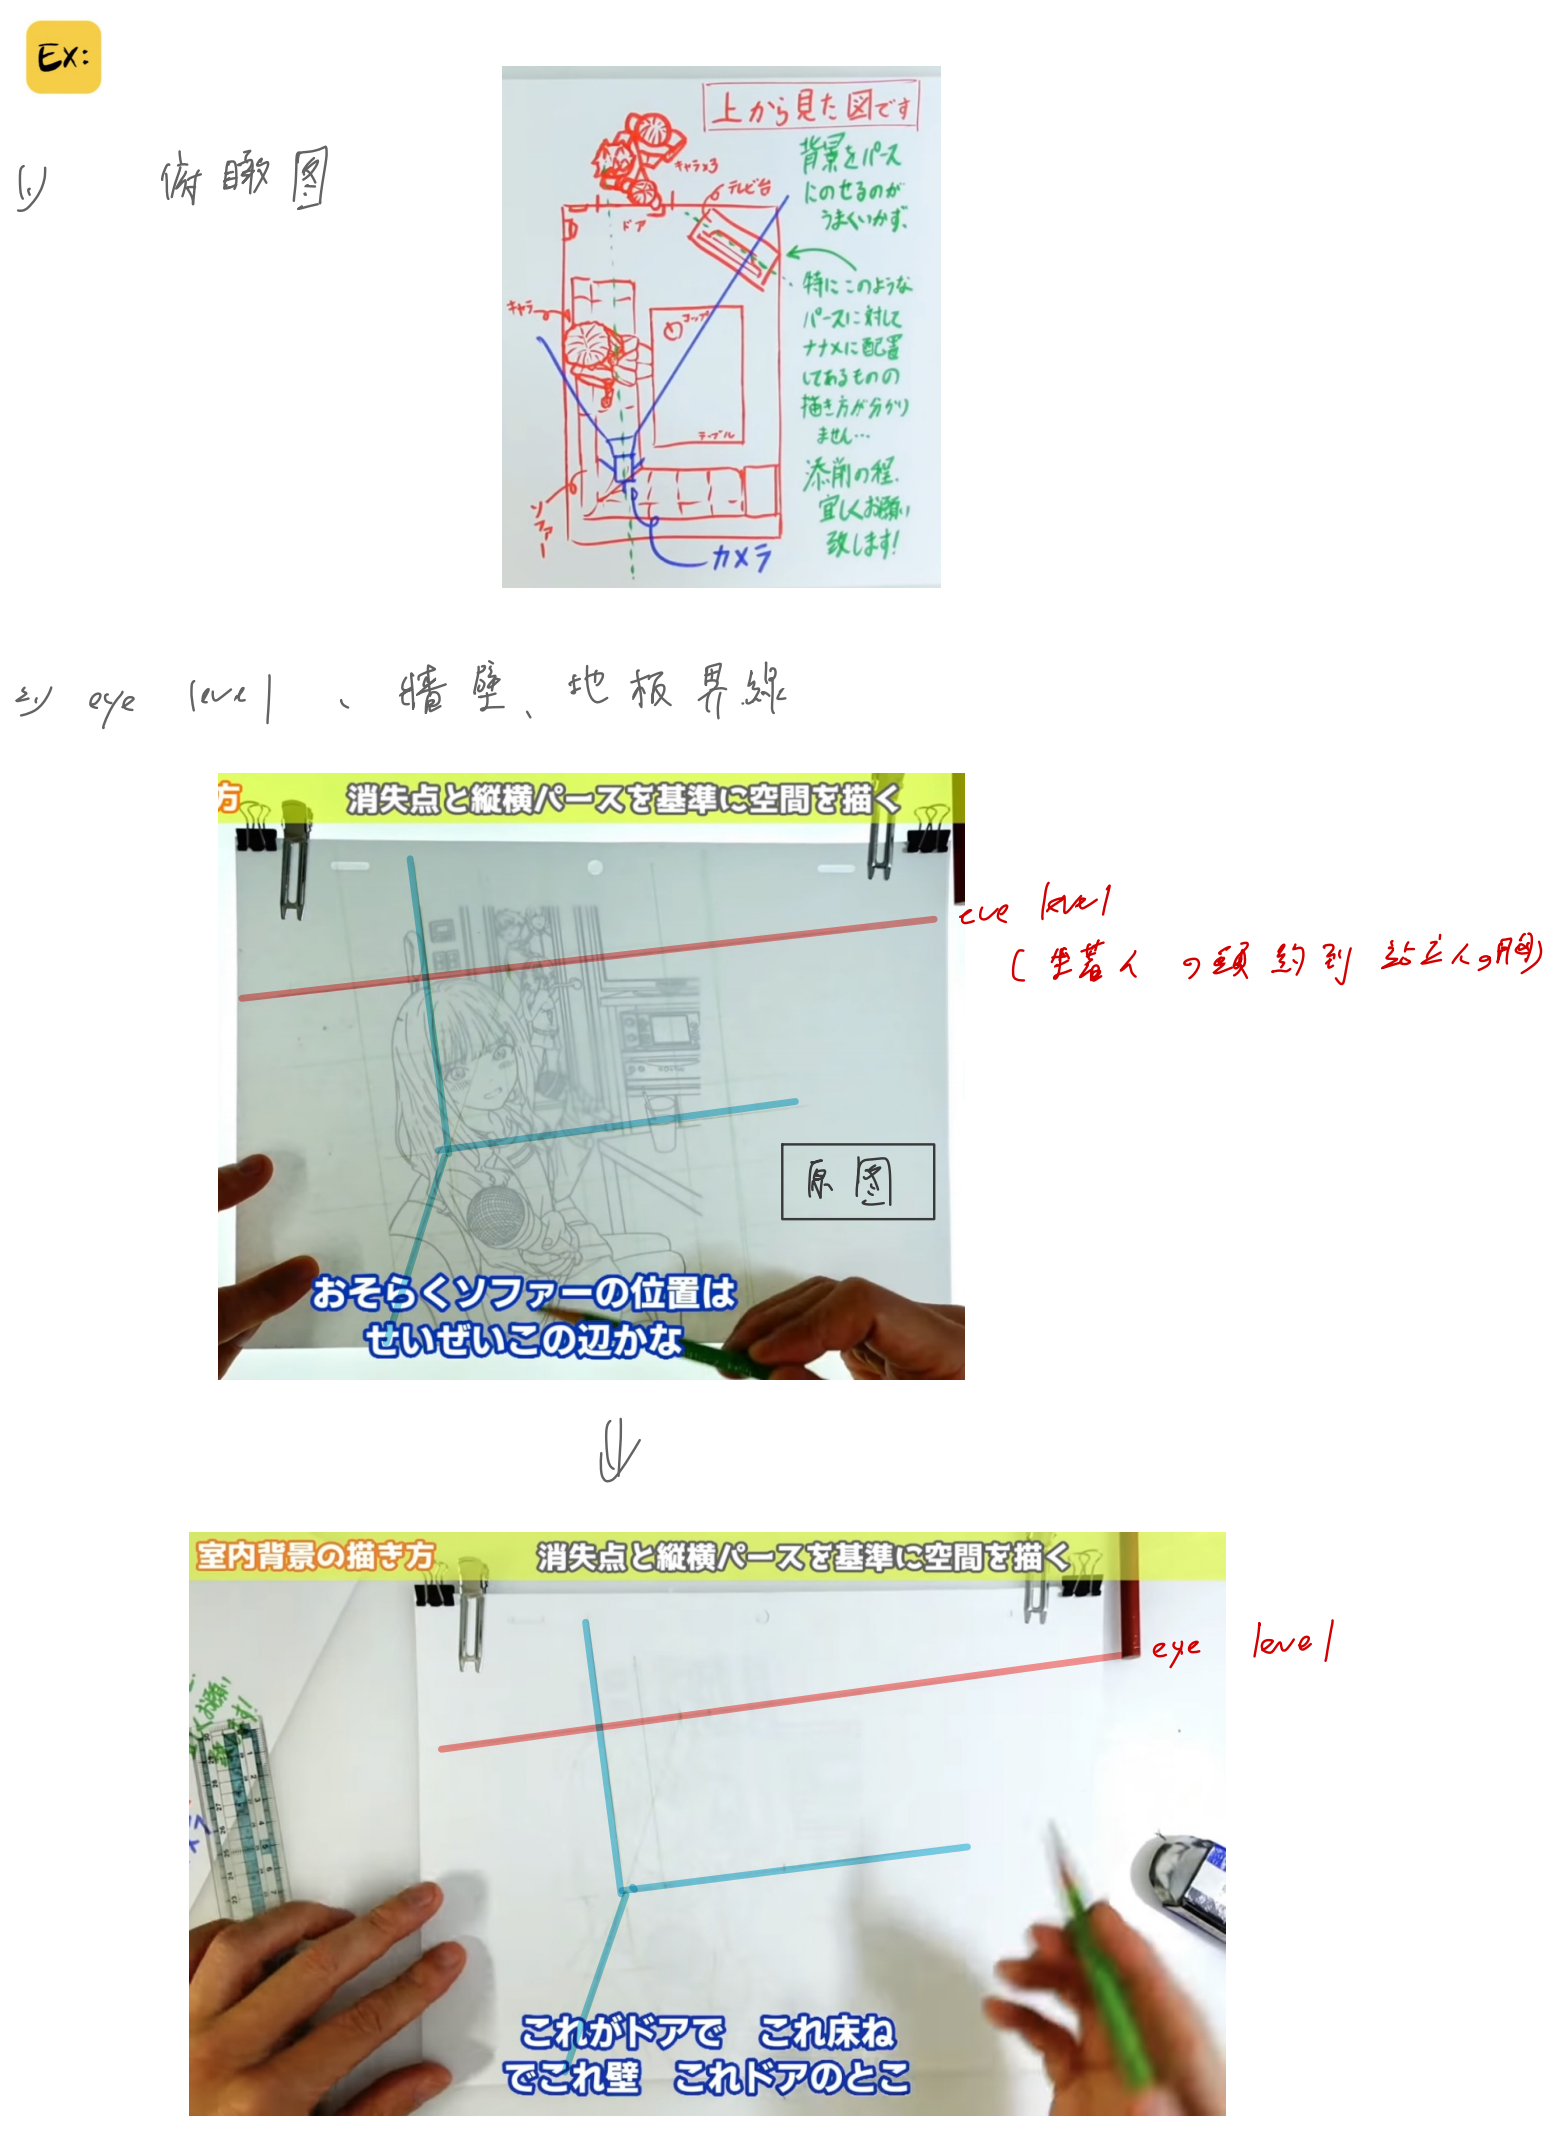 Ex:
(1) 俯瞰図
上から見た図です
背景をパース
にのせるのが
うまくいかず、
特にこのような
パースに対して
ナナメに配置
してあるものの
描き方が分かり
ません…
添削の程、
宜しくお願い
致します!
キャラ×3
テレビ台
ドア
キャラ
コップ
テーブル
ソファー
カメラ
2) eye level、牆壁、地板界線
方 消失点と縦横パースを基準に空間を描く
eye level
(坐著人の頭約到站立人の胸)
原图
おそらくソファーの位置は
せいぜいこの辺かな
室内背景の描き方 消失点と縦横パースを基準に空間を描く
eye level
くお願い
ます!
これがドアで これ床ね
でこれ壁 これドアのとこ